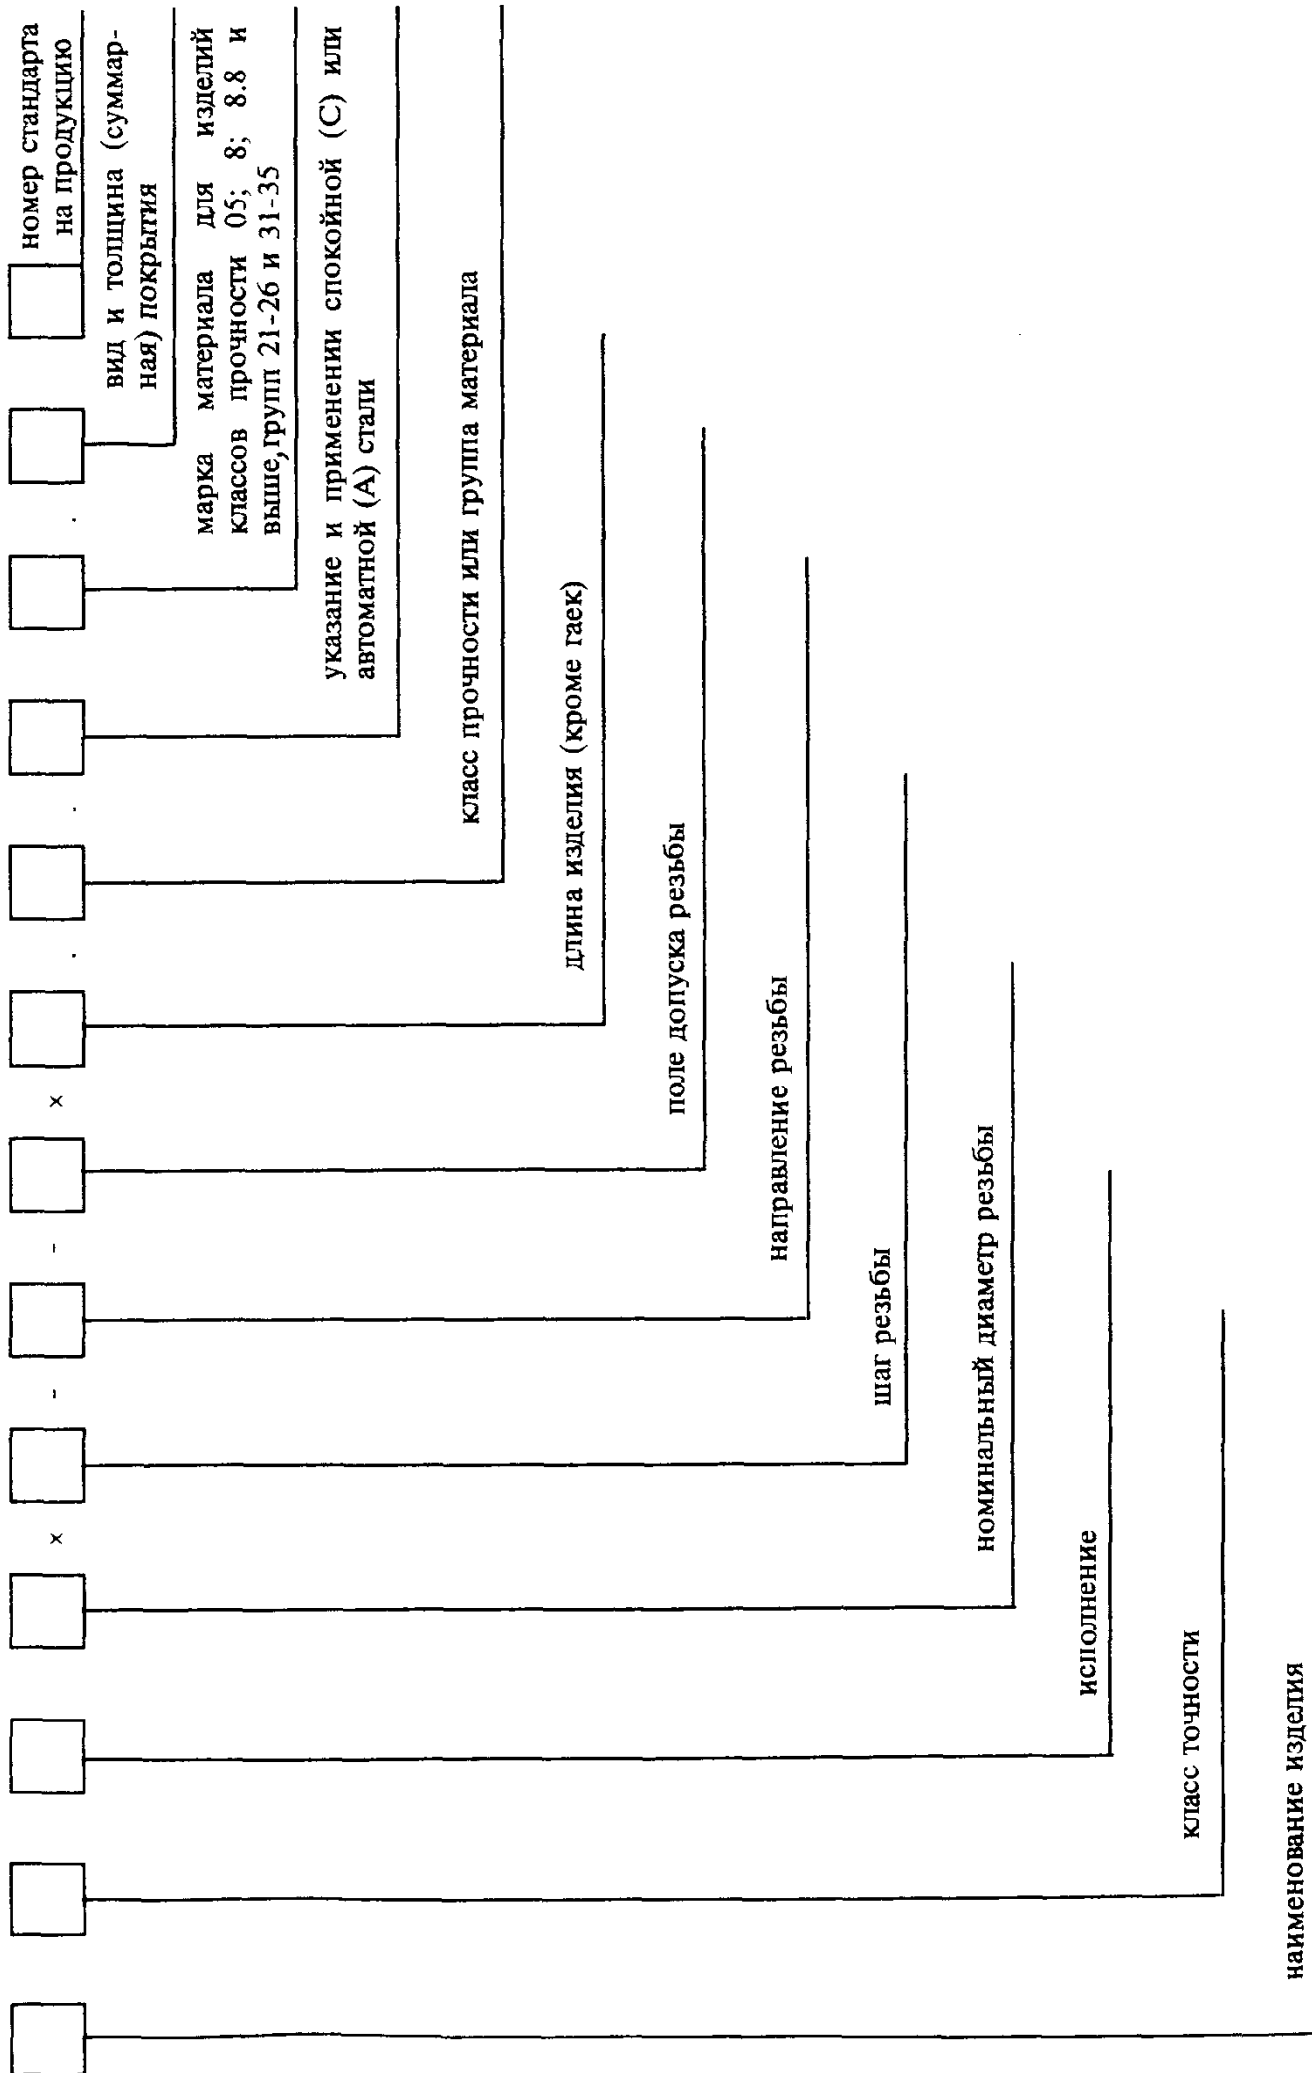 номер стандарта
на продукцию
вид и толщина (суммар-
ная) покрытия
марка материала для изделий
классов прочности 05; 8; 8.8 и
выше, групп 21-26 и 31-35
указание и применении спокойной (С) или
автоматной (А) стали
класс прочности или группа материала
длина изделия (кроме гаек)
поле допуска резьбы
направление резьбы
шаг резьбы
номинальный диаметр резьбы
исполнение
класс точности
наименование изделия
× - - × . . .